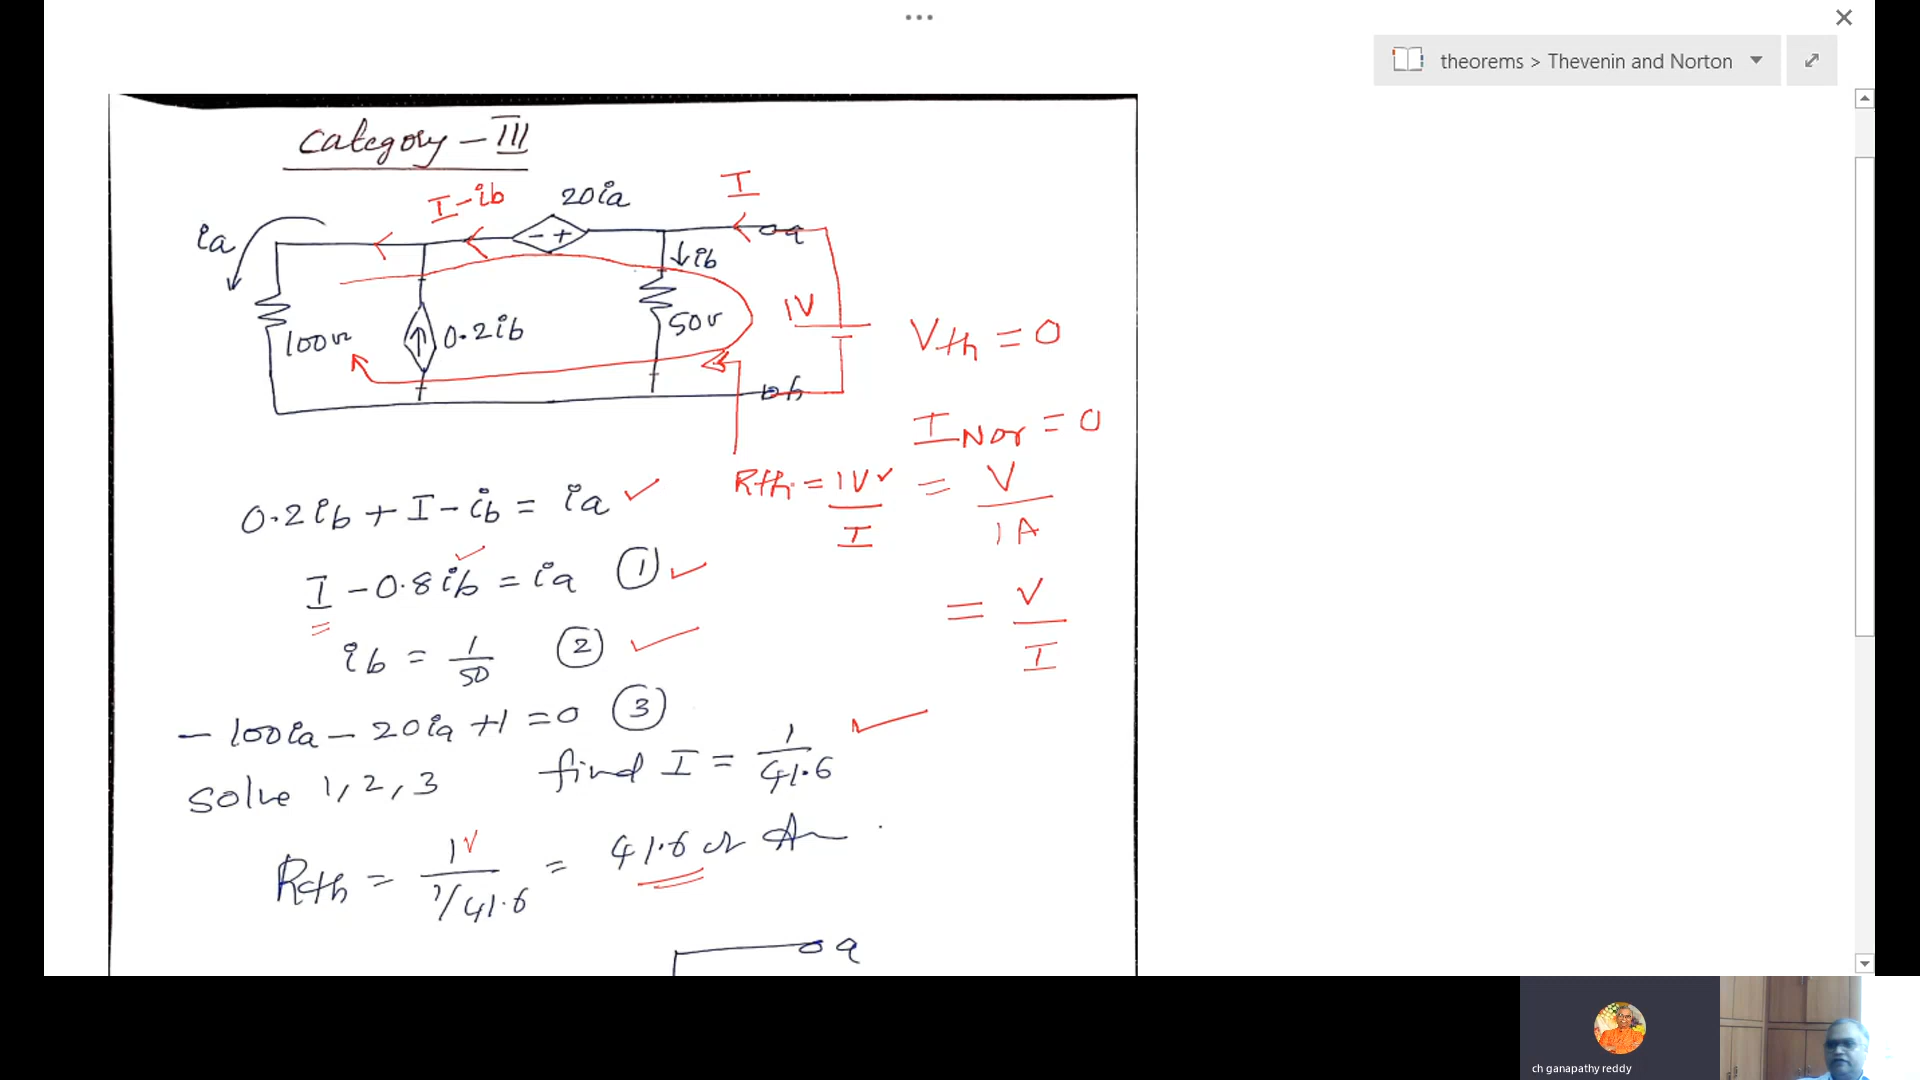 theorems > Thevenin and Norton
Category - III
I
I-ib
20ia
ia
a
ib
1V
100Ω
0.2ib
50Ω
Vth = 0
b
INor = 0
0.2ib + I - ib = ia
Rth = 1V / I = V / 1A
I - 0.8ib = ia ①
= V / I
ib = 1/50 ②
- 100ia - 20ia + 1 = 0 ③
solve 1, 2, 3 find I = 1/41.6
Rth = 1V / 1/41.6 = 41.6 Ω
a
ch ganapathy reddy